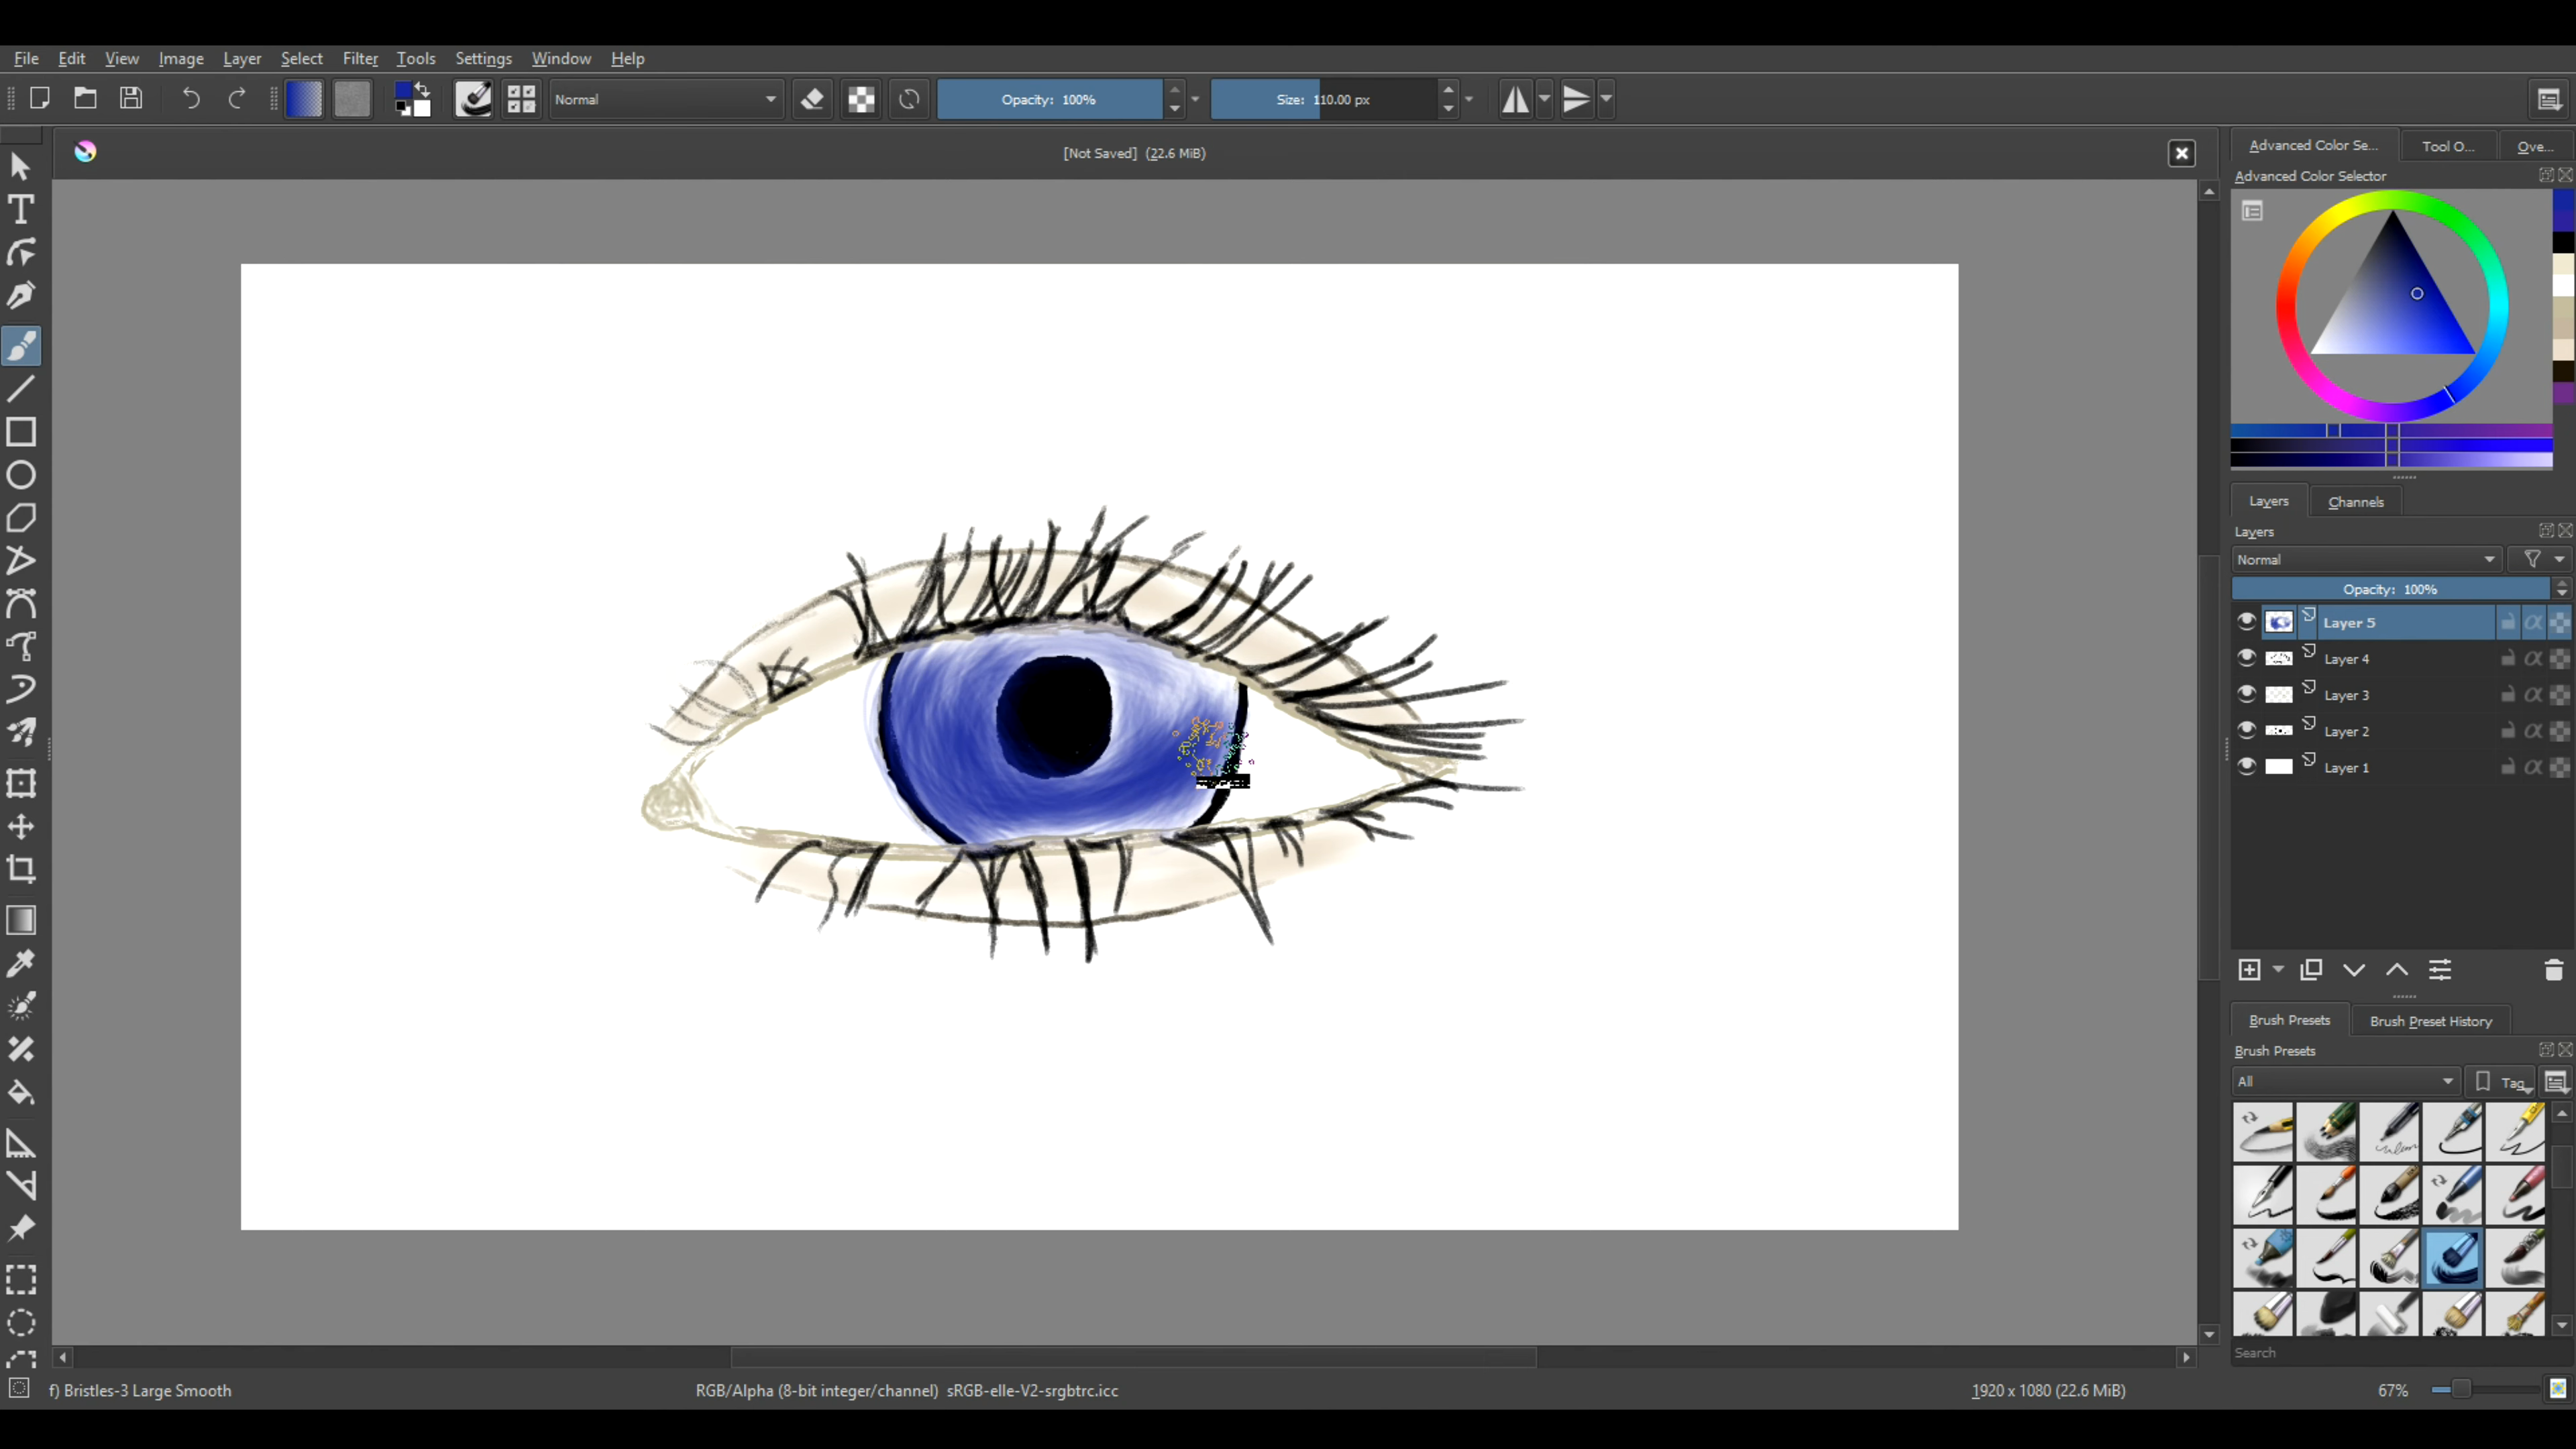 File Edit View Image Layer Select Filter Tools Settings Window Help
Normal Opacity: 100% Size: 110.00 px
[Not Saved] (22.6 MiB)
Advanced Color Se... Tool O... Ove...
Advanced Color Selector
Layers Channels
Layers
Normal
Opacity: 100%
Layer 5
Layer 4
Layer 3
Layer 2
Layer 1
Brush Presets Brush Preset History
Brush Presets
All Tag
Search
f) Bristles-3 Large Smooth RGB/Alpha (8-bit integer/channel) sRGB-elle-V2-srgbtrc.icc 1920 x 1080 (22.6 MiB) 67%